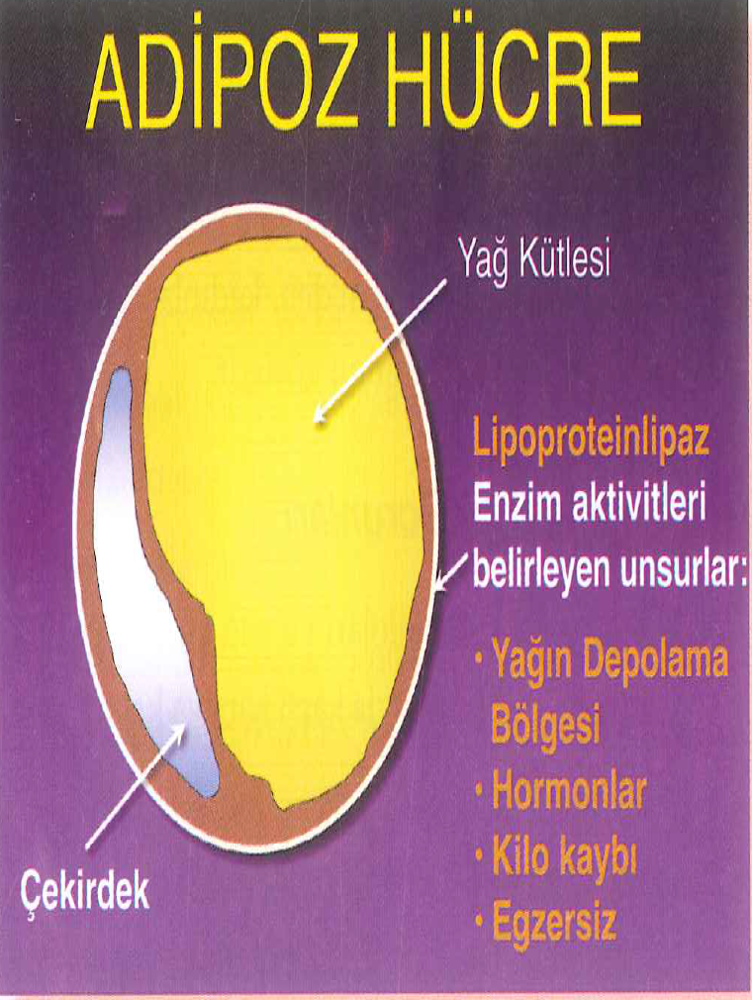 ADİPOZ HÜCRE
Yağ Kütlesi
Lipoproteinlipaz
Enzim aktivitleri
belirleyen unsurlar:
• Yağın Depolama
Bölgesi
• Hormonlar
• Kilo kaybı
• Egzersiz
Çekirdek